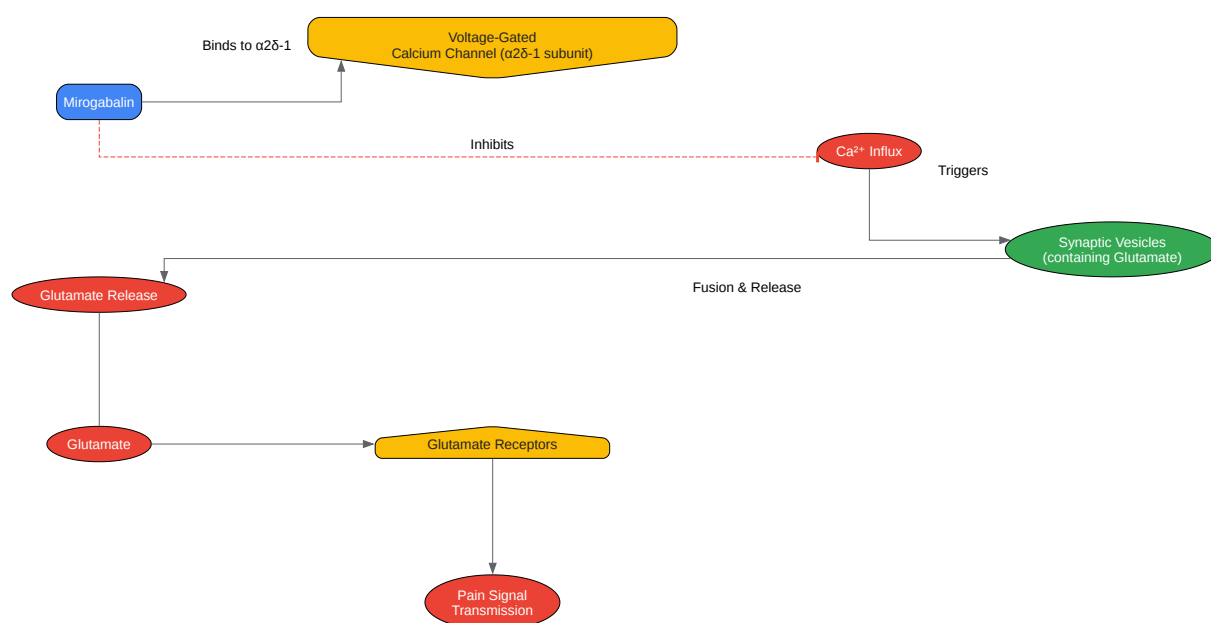 Binds to α2δ-1
Voltage-Gated
Calcium Channel (α2δ-1 subunit)
Mirogabalin
Inhibits
Ca²⁺ Influx
Triggers
Synaptic Vesicles
(containing Glutamate)
Fusion & Release
Glutamate Release
Glutamate
Glutamate Receptors
Pain Signal
Transmission